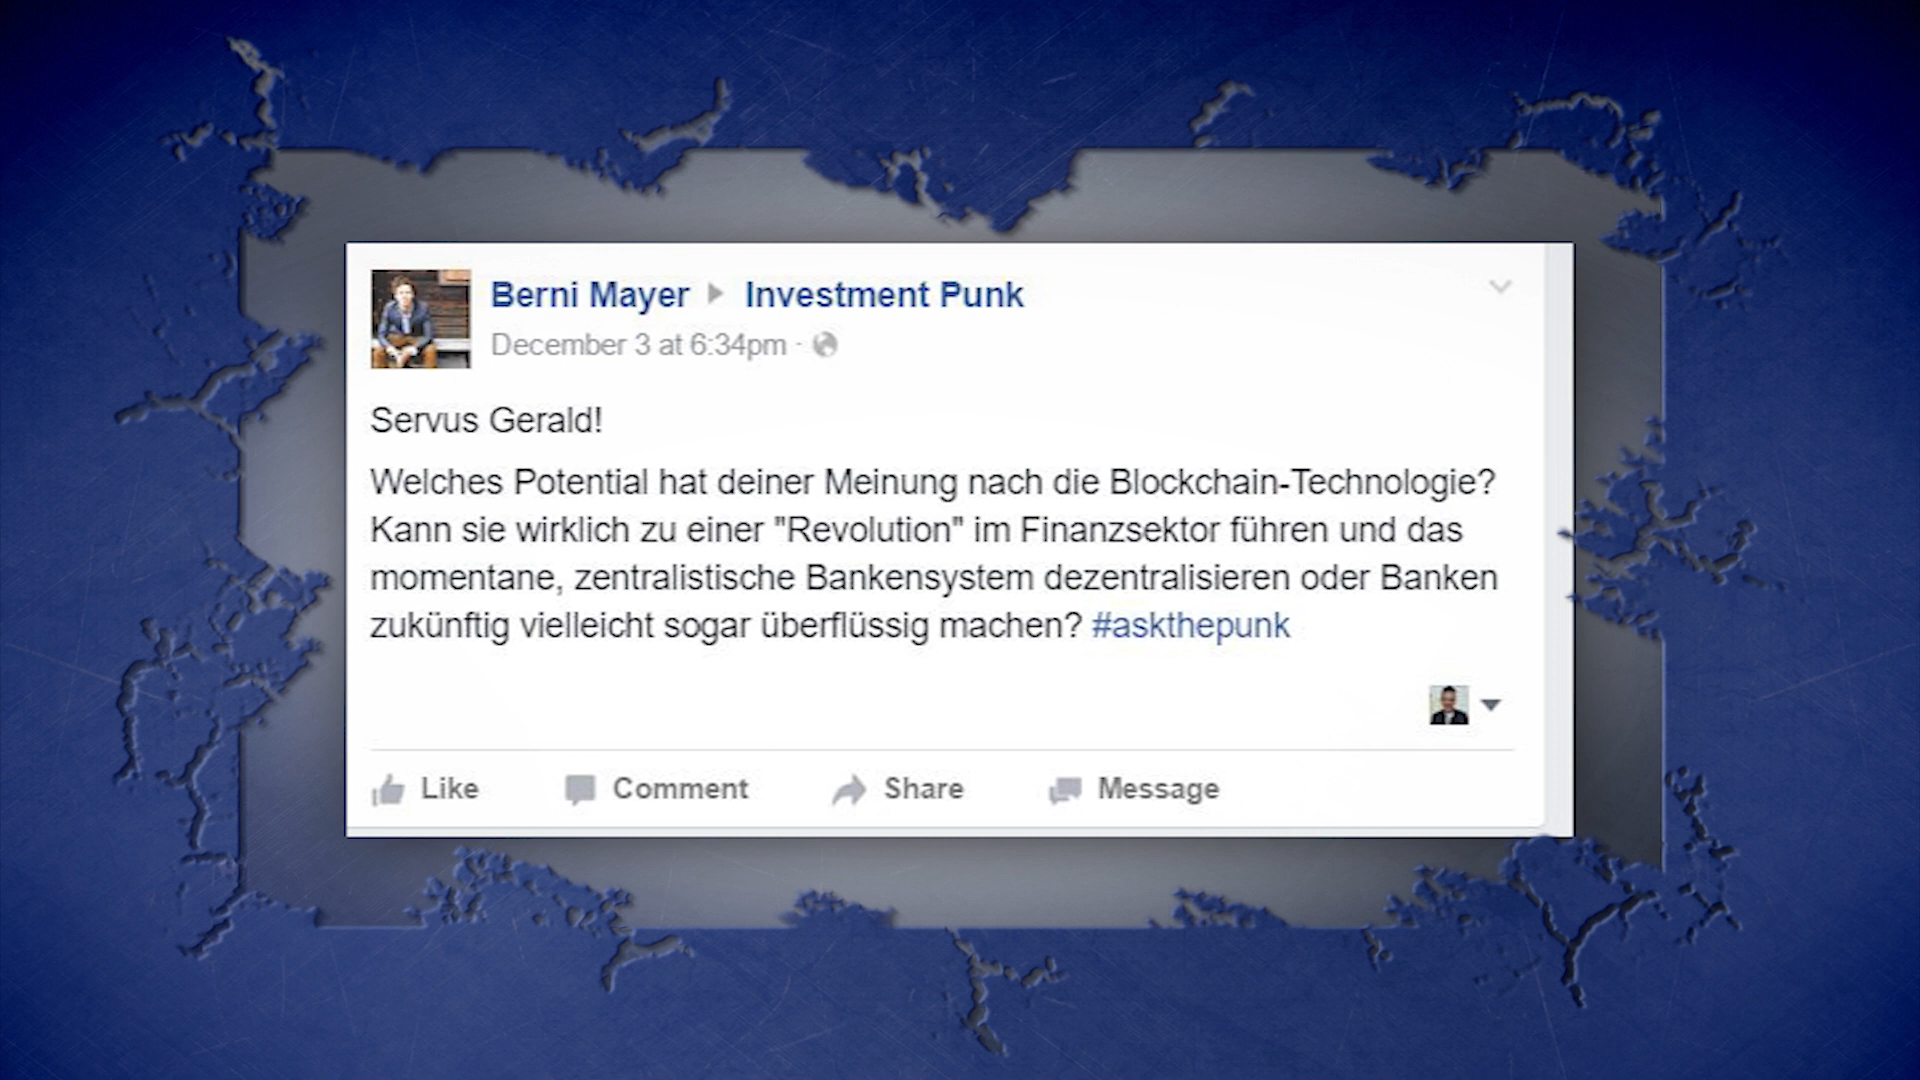 Berni Mayer Investment Punk
December 3 at 6:34pm ·
Servus Gerald!
Welches Potential hat deiner Meinung nach die Blockchain-Technologie?
Kann sie wirklich zu einer "Revolution" im Finanzsektor führen und das
momentane, zentralistische Bankensystem dezentralisieren oder Banken
zukünftig vielleicht sogar überflüssig machen? #askthepunk
Like Comment Share Message